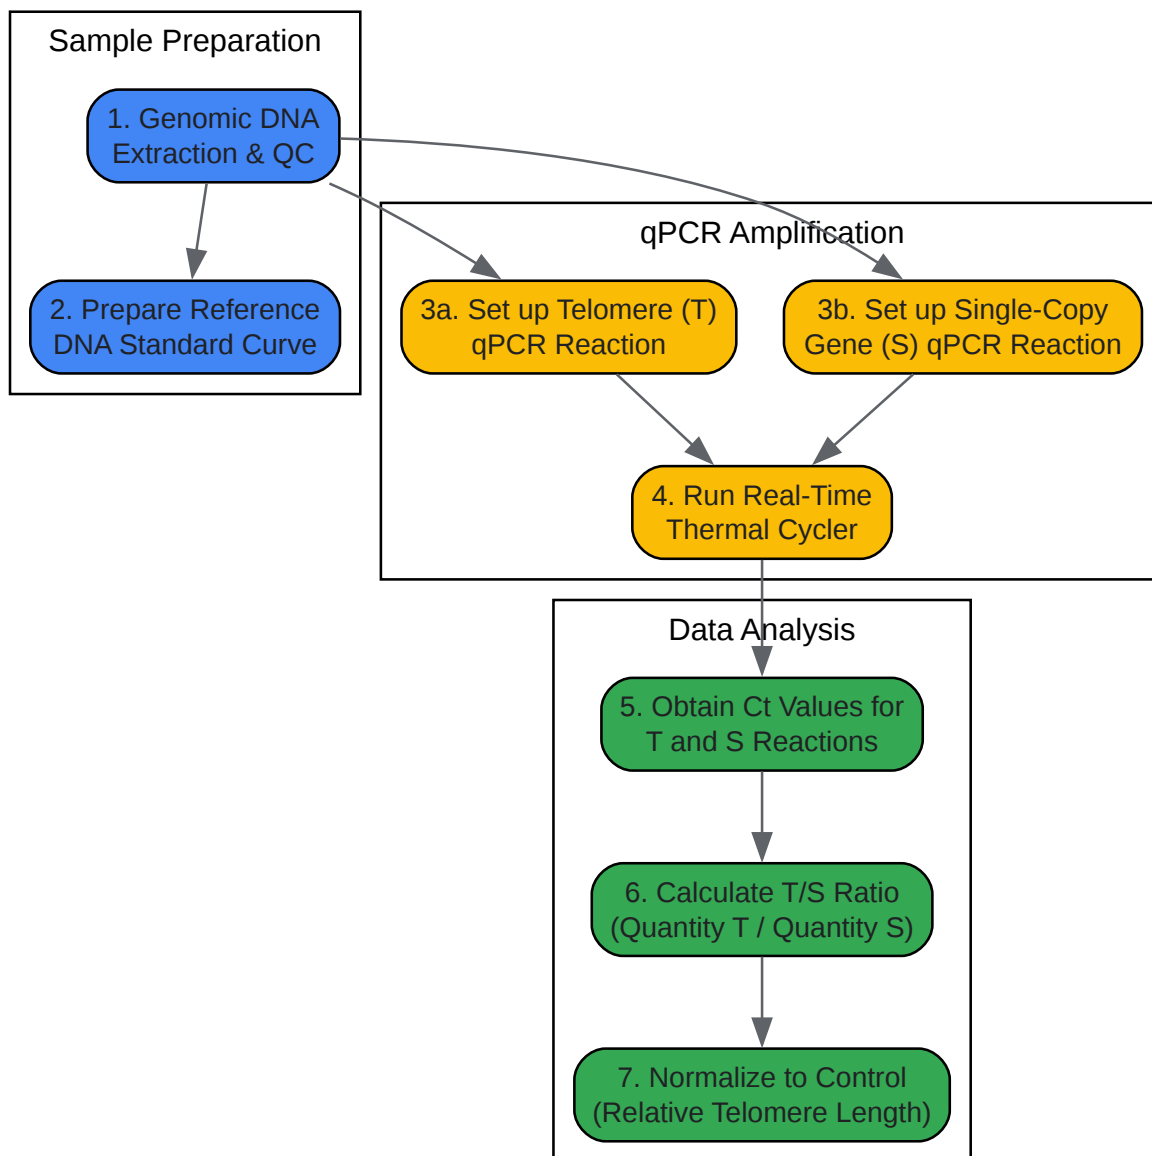 Sample Preparation
1. Genomic DNA
Extraction & QC
2. Prepare Reference
DNA Standard Curve
qPCR Amplification
3a. Set up Telomere (T)
qPCR Reaction
3b. Set up Single-Copy
Gene (S) qPCR Reaction
4. Run Real-Time
Thermal Cycler
Data Analysis
5. Obtain Ct Values for
T and S Reactions
6. Calculate T/S Ratio
(Quantity T / Quantity S)
7. Normalize to Control
(Relative Telomere Length)